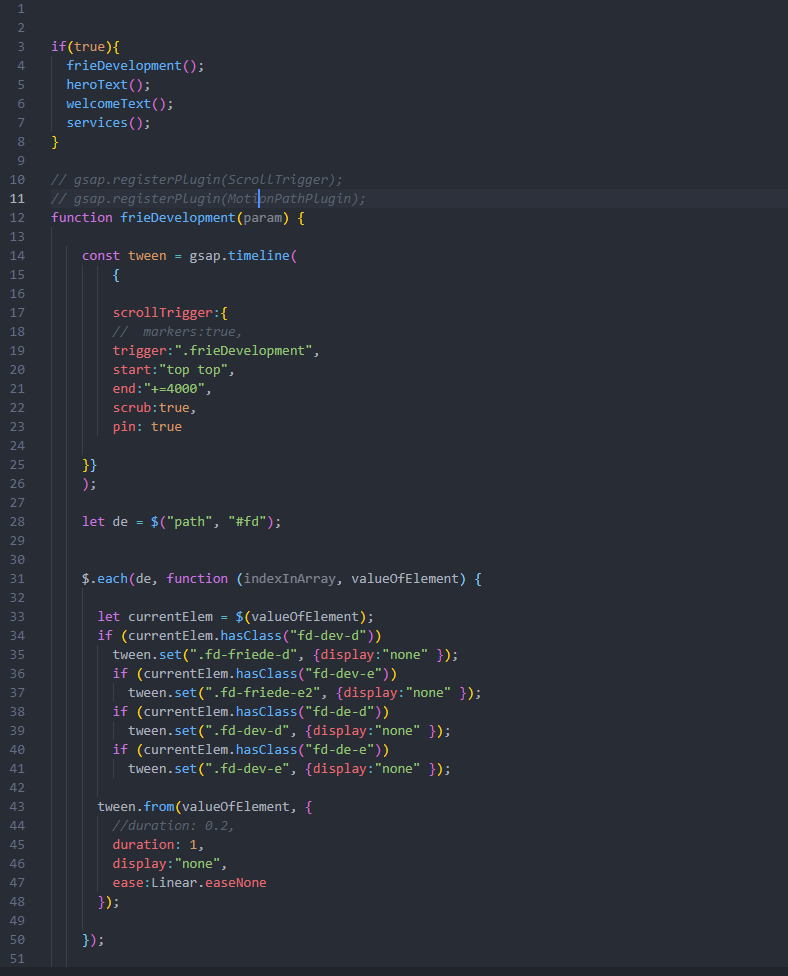 1
2
3 if(true){
4 frieDevelopment();
5 heroText();
6 welcomeText();
7 services();
8 }
9
10 // gsap.registerPlugin(ScrollTrigger);
11 // gsap.registerPlugin(MotionPathPlugin);
12 function frieDevelopment(param) {
13
14 const tween = gsap.timeline(
15 {
16
17 scrollTrigger:{
18 //  markers:true,
19 trigger:".frieDevelopment",
20 start:"top top",
21 end:"+=4000",
22 scrub:true,
23 pin: true
24
25 }}
26 );
27
28 let de = $("path", "#fd");
29
30
31 $.each(de, function (indexInArray, valueOfElement) {
32
33 let currentElem = $(valueOfElement);
34 if (currentElem.hasClass("fd-dev-d"))
35 tween.set(".fd-friede-d", {display:"none" });
36 if (currentElem.hasClass("fd-dev-e"))
37 tween.set(".fd-friede-e2", {display:"none" });
38 if (currentElem.hasClass("fd-de-d"))
39 tween.set(".fd-dev-d", {display:"none" });
40 if (currentElem.hasClass("fd-de-e"))
41 tween.set(".fd-dev-e", {display:"none" });
42
43 tween.from(valueOfElement, {
44 //duration: 0.2,
45 duration: 1,
46 display:"none",
47 ease:Linear.easeNone
48 });
49
50 });
51